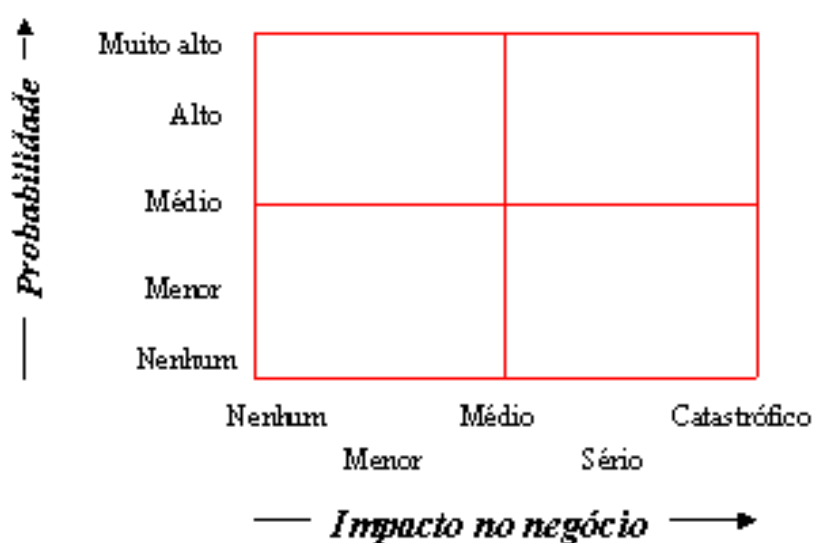 Probabilidade
Muito alto
Alto
Médio
Menor
Nenhum
Nenhum Médio Catastrófico
Menor Sério
Impacto no negócio